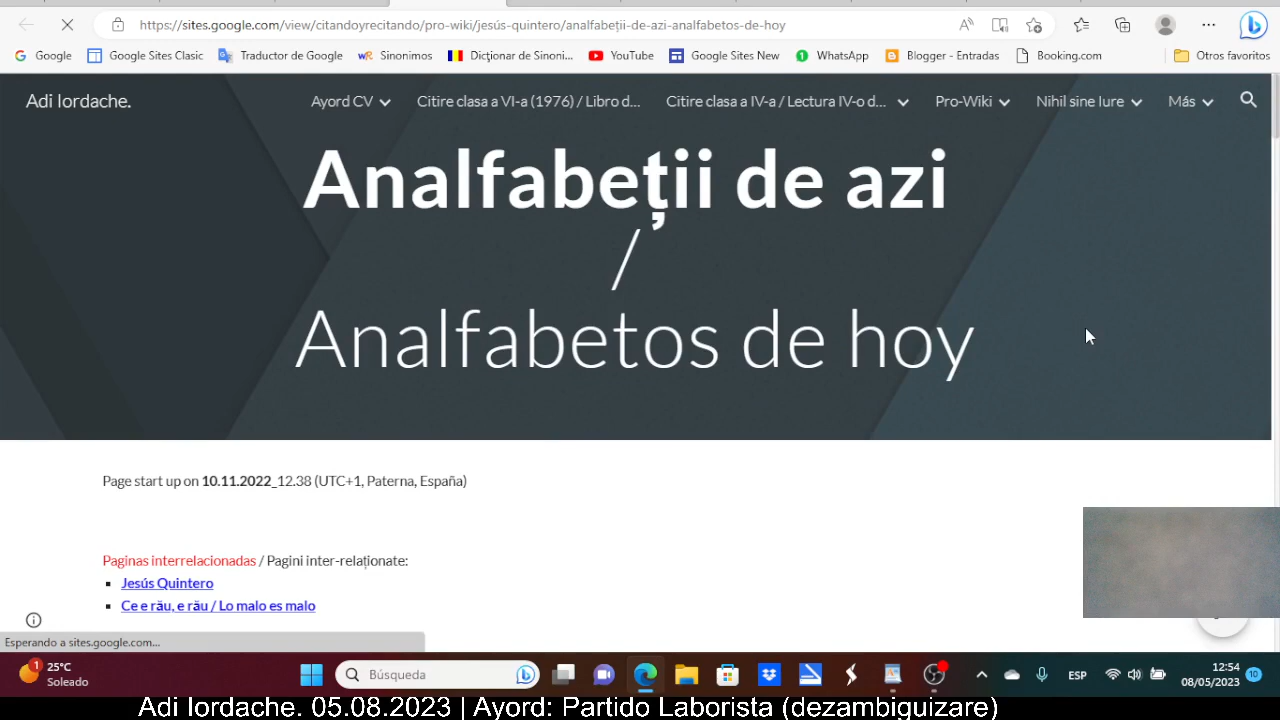 https://sites.google.com/view/citandoyrecitando/pro-wiki/jesús-quintero/analfabeții-de-azi-analfabetos-de-hoy
Google Google Sites Clasic Traductor de Google Sinonimos Dicționar de Sinoni... YouTube Google Sites New WhatsApp Blogger - Entradas Booking.com Otros favoritos
Adi Iordache. Ayord CV Citire clasa a VI-a (1976) / Libro d... Citire clasa a IV-a / Lectura IV-o d... Pro-Wiki Nihil sine Iure Más
Analfabeții de azi
/
Analfabetos de hoy
Page start up on 10.11.2022_12.38 (UTC+1, Paterna, España)
Paginas interrelacionadas / Pagini inter-relaționate:
Jesús Quintero
Ce e rău, e rău / Lo malo es malo
Esperando a sites.google.com...
1 25°C
Soleado
Búsqueda
ESP
12:54
08/05/2023 10
Adi Iordache. 05.08.2023 | Ayord: Partido Laborista (dezambiguizare)